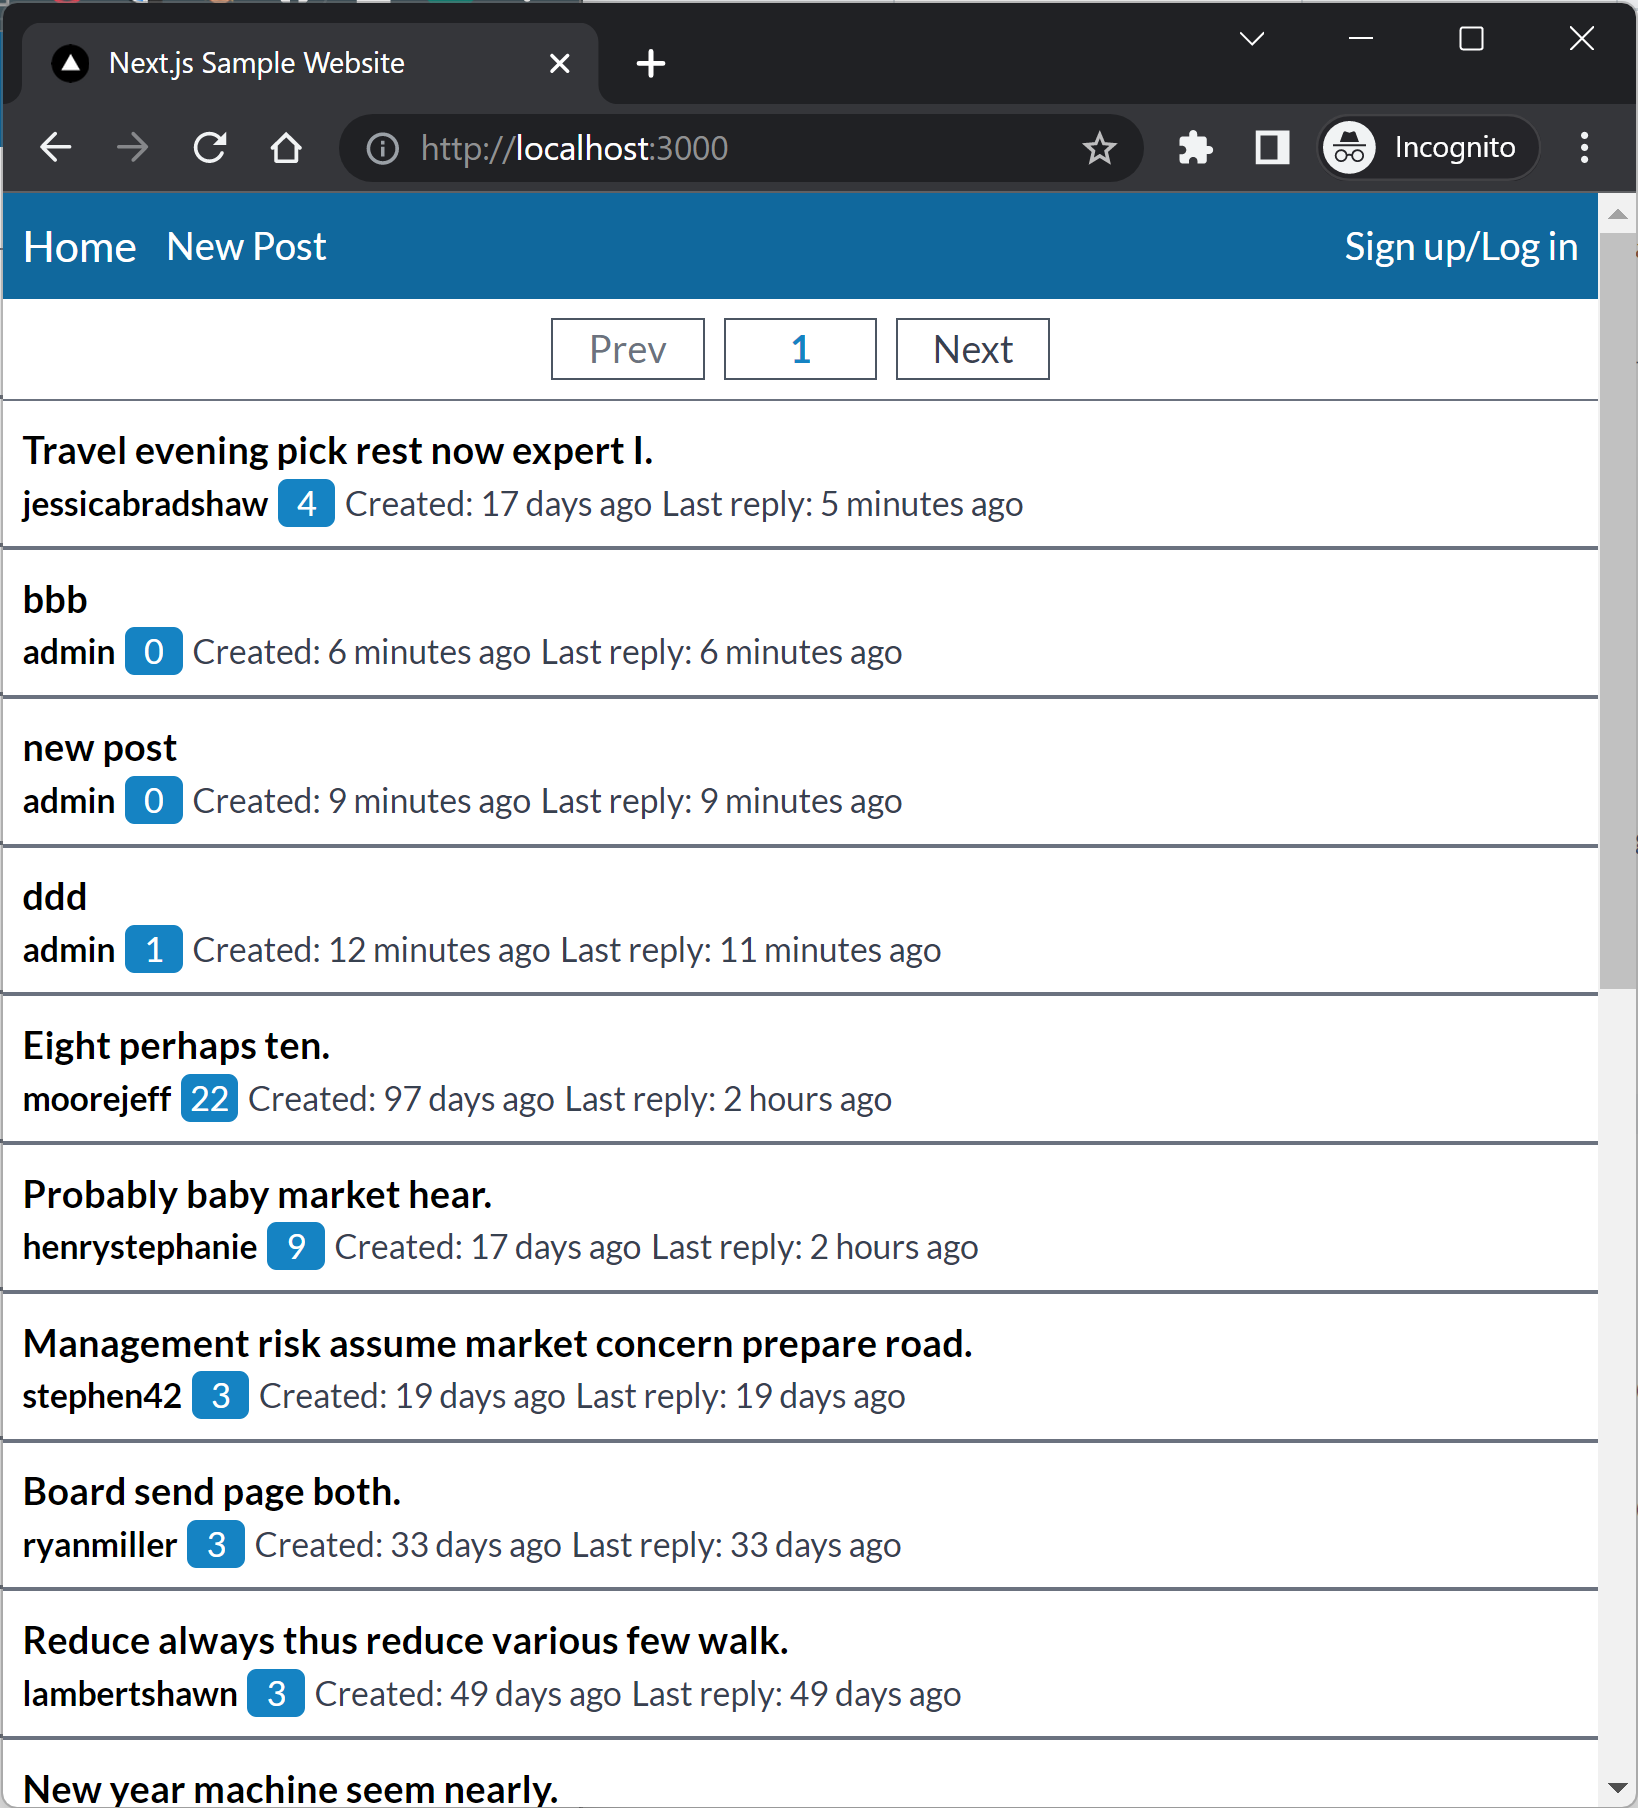 Next.js Sample Website
http://localhost:3000
Incognito
Home New Post Sign up/Log in
Prev 1 Next
Travel evening pick rest now expert I.
jessicabradshaw 4 Created: 17 days ago Last reply: 5 minutes ago
bbb
admin 0 Created: 6 minutes ago Last reply: 6 minutes ago
new post
admin 0 Created: 9 minutes ago Last reply: 9 minutes ago
ddd
admin 1 Created: 12 minutes ago Last reply: 11 minutes ago
Eight perhaps ten.
moorejeff 22 Created: 97 days ago Last reply: 2 hours ago
Probably baby market hear.
henrystephanie 9 Created: 17 days ago Last reply: 2 hours ago
Management risk assume market concern prepare road.
stephen42 3 Created: 19 days ago Last reply: 19 days ago
Board send page both.
ryanmiller 3 Created: 33 days ago Last reply: 33 days ago
Reduce always thus reduce various few walk.
lambertshawn 3 Created: 49 days ago Last reply: 49 days ago
New year machine seem nearly.